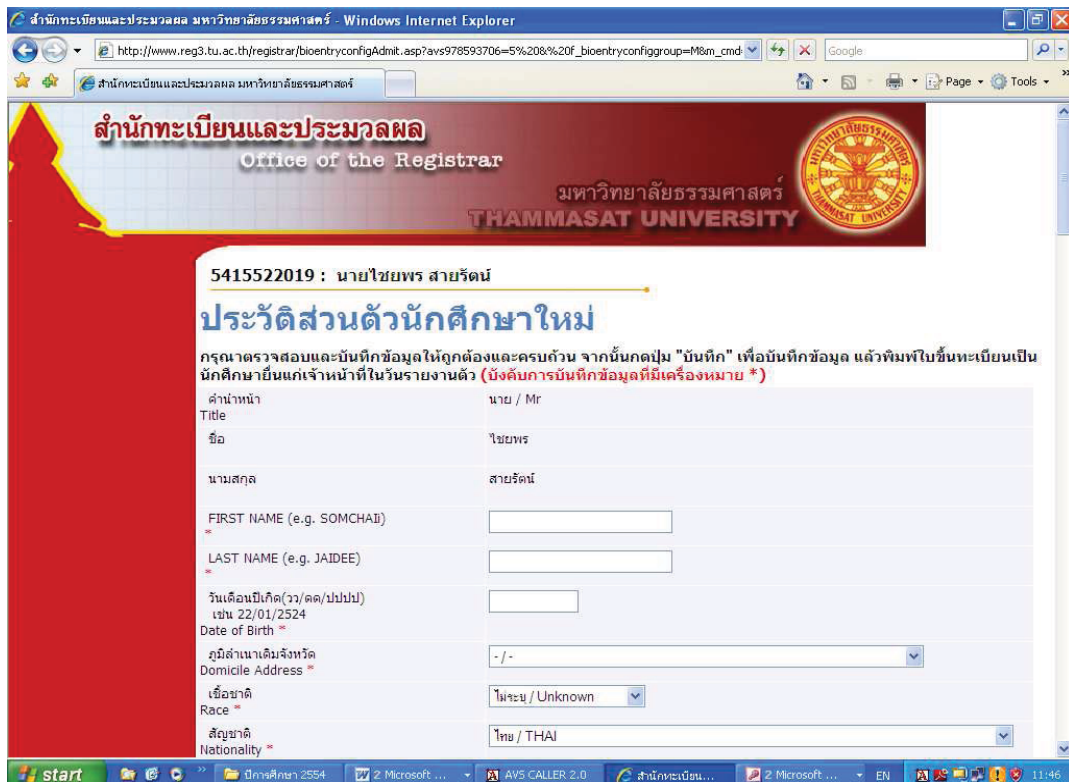 สำนักทะเบียนและประมวลผล มหาวิทยาลัยธรรมศาสตร์ - Windows Internet Explorer
http://www.reg3.tu.ac.th/registrar/bioentryconfigAdmit.asp?avs978593706=5%208&%20f_bioentryconfiggroup=M&m_cmd
Google
สำนักทะเบียนและประมวลผล มหาวิทยาลัยธรรมศาสตร์
Page
Tools
สำนักทะเบียนและประมวลผล
Office of the Registrar
มหาวิทยาลัยธรรมศาสตร์
THAMMASAT UNIVERSITY
5415522019 : นายไชยพร สายรัตน์
ประวัติส่วนตัวนักศึกษาใหม่
กรุณาตรวจสอบและบันทึกข้อมูลให้ถูกต้องและครบถ้วน จากนั้นกดปุ่ม "บันทึก" เพื่อบันทึกข้อมูล แล้วพิมพ์ใบขึ้นทะเบียนเป็น
นักศึกษายื่นแก่เจ้าหน้าที่ในวันรายงานตัว (บังคับการบันทึกข้อมูลที่มีเครื่องหมาย *)
คำนำหน้า
Title
นาย / Mr
ชื่อ
ไชยพร
นามสกุล
สายรัตน์
FIRST NAME (e.g. SOMCHAIi)
*
LAST NAME (e.g. JAIDEE)
*
วันเดือนปีเกิด(วว/ดด/ปปปป)
เช่น 22/01/2524
Date of Birth *
ภูมิลำเนาเดิมจังหวัด
Domicile Address *
- / -
เชื้อชาติ
Race *
ไม่ระบุ / Unknown
สัญชาติ
Nationality *
ไทย / THAI
start
ปีการศึกษา 2554
2 Microsoft ...
AVS CALLER 2.0
สำนักทะเบียน...
2 Microsoft ...
EN
11:46